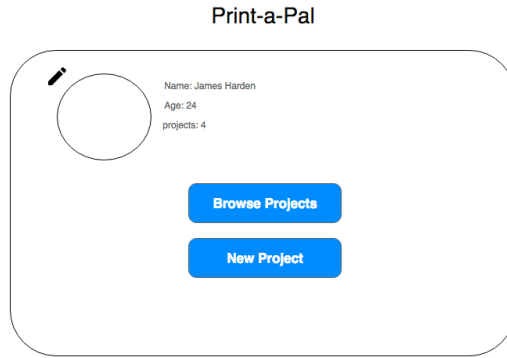 Print-a-Pal
Name: James Harden
Age: 24
projects: 4
Browse Projects
New Project